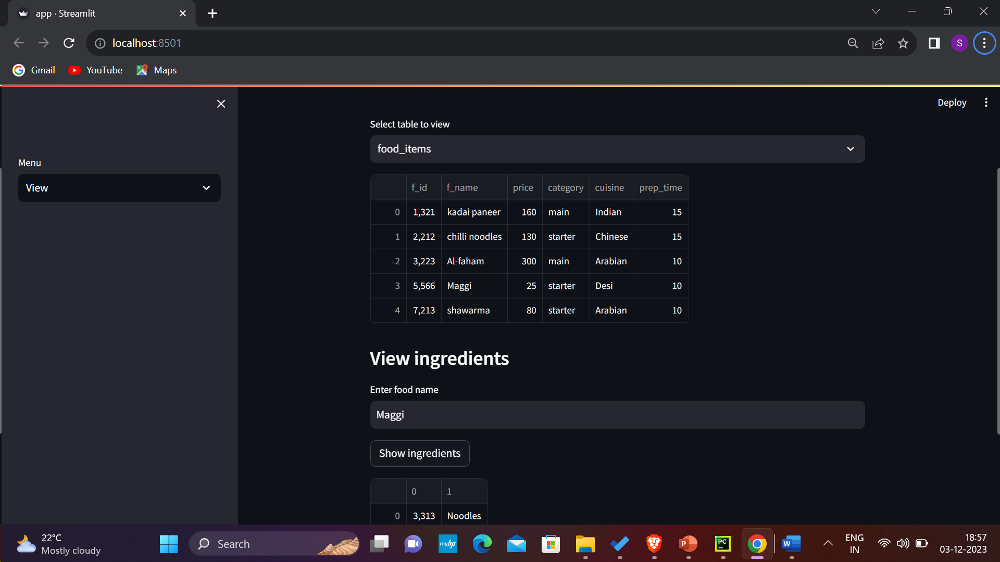 app · Streamlit
localhost:8501
S
Gmail YouTube Maps
Deploy
Menu
View
Select table to view
food_items
f_id f_name price category cuisine prep_time
0 1,321 kadai paneer 160 main Indian 15
1 2,212 chilli noodles 130 starter Chinese 15
2 3,223 Al-faham 300 main Arabian 10
3 5,566 Maggi 25 starter Desi 10
4 7,213 shawarma 80 starter Arabian 10
View ingredients
Enter food name
Maggi
Show ingredients
0 1
0 3,313 Noodles
22°C
Mostly cloudy
Search
myhp
P
PC
W
ENG
IN
18:57
03-12-2023